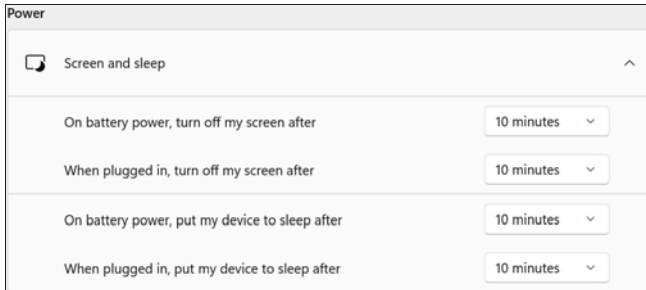 Power
Screen and sleep
On battery power, turn off my screen after 10 minutes
When plugged in, turn off my screen after 10 minutes
On battery power, put my device to sleep after 10 minutes
When plugged in, put my device to sleep after 10 minutes